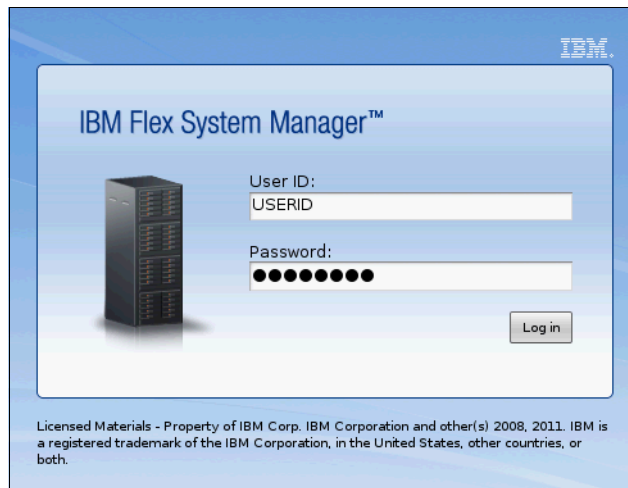 IBM.
IBM Flex System Manager™
User ID:
USERID
Password:
●●●●●●●●
Log in
Licensed Materials - Property of IBM Corp. IBM Corporation and other(s) 2008, 2011. IBM is
a registered trademark of the IBM Corporation, in the United States, other countries, or
both.